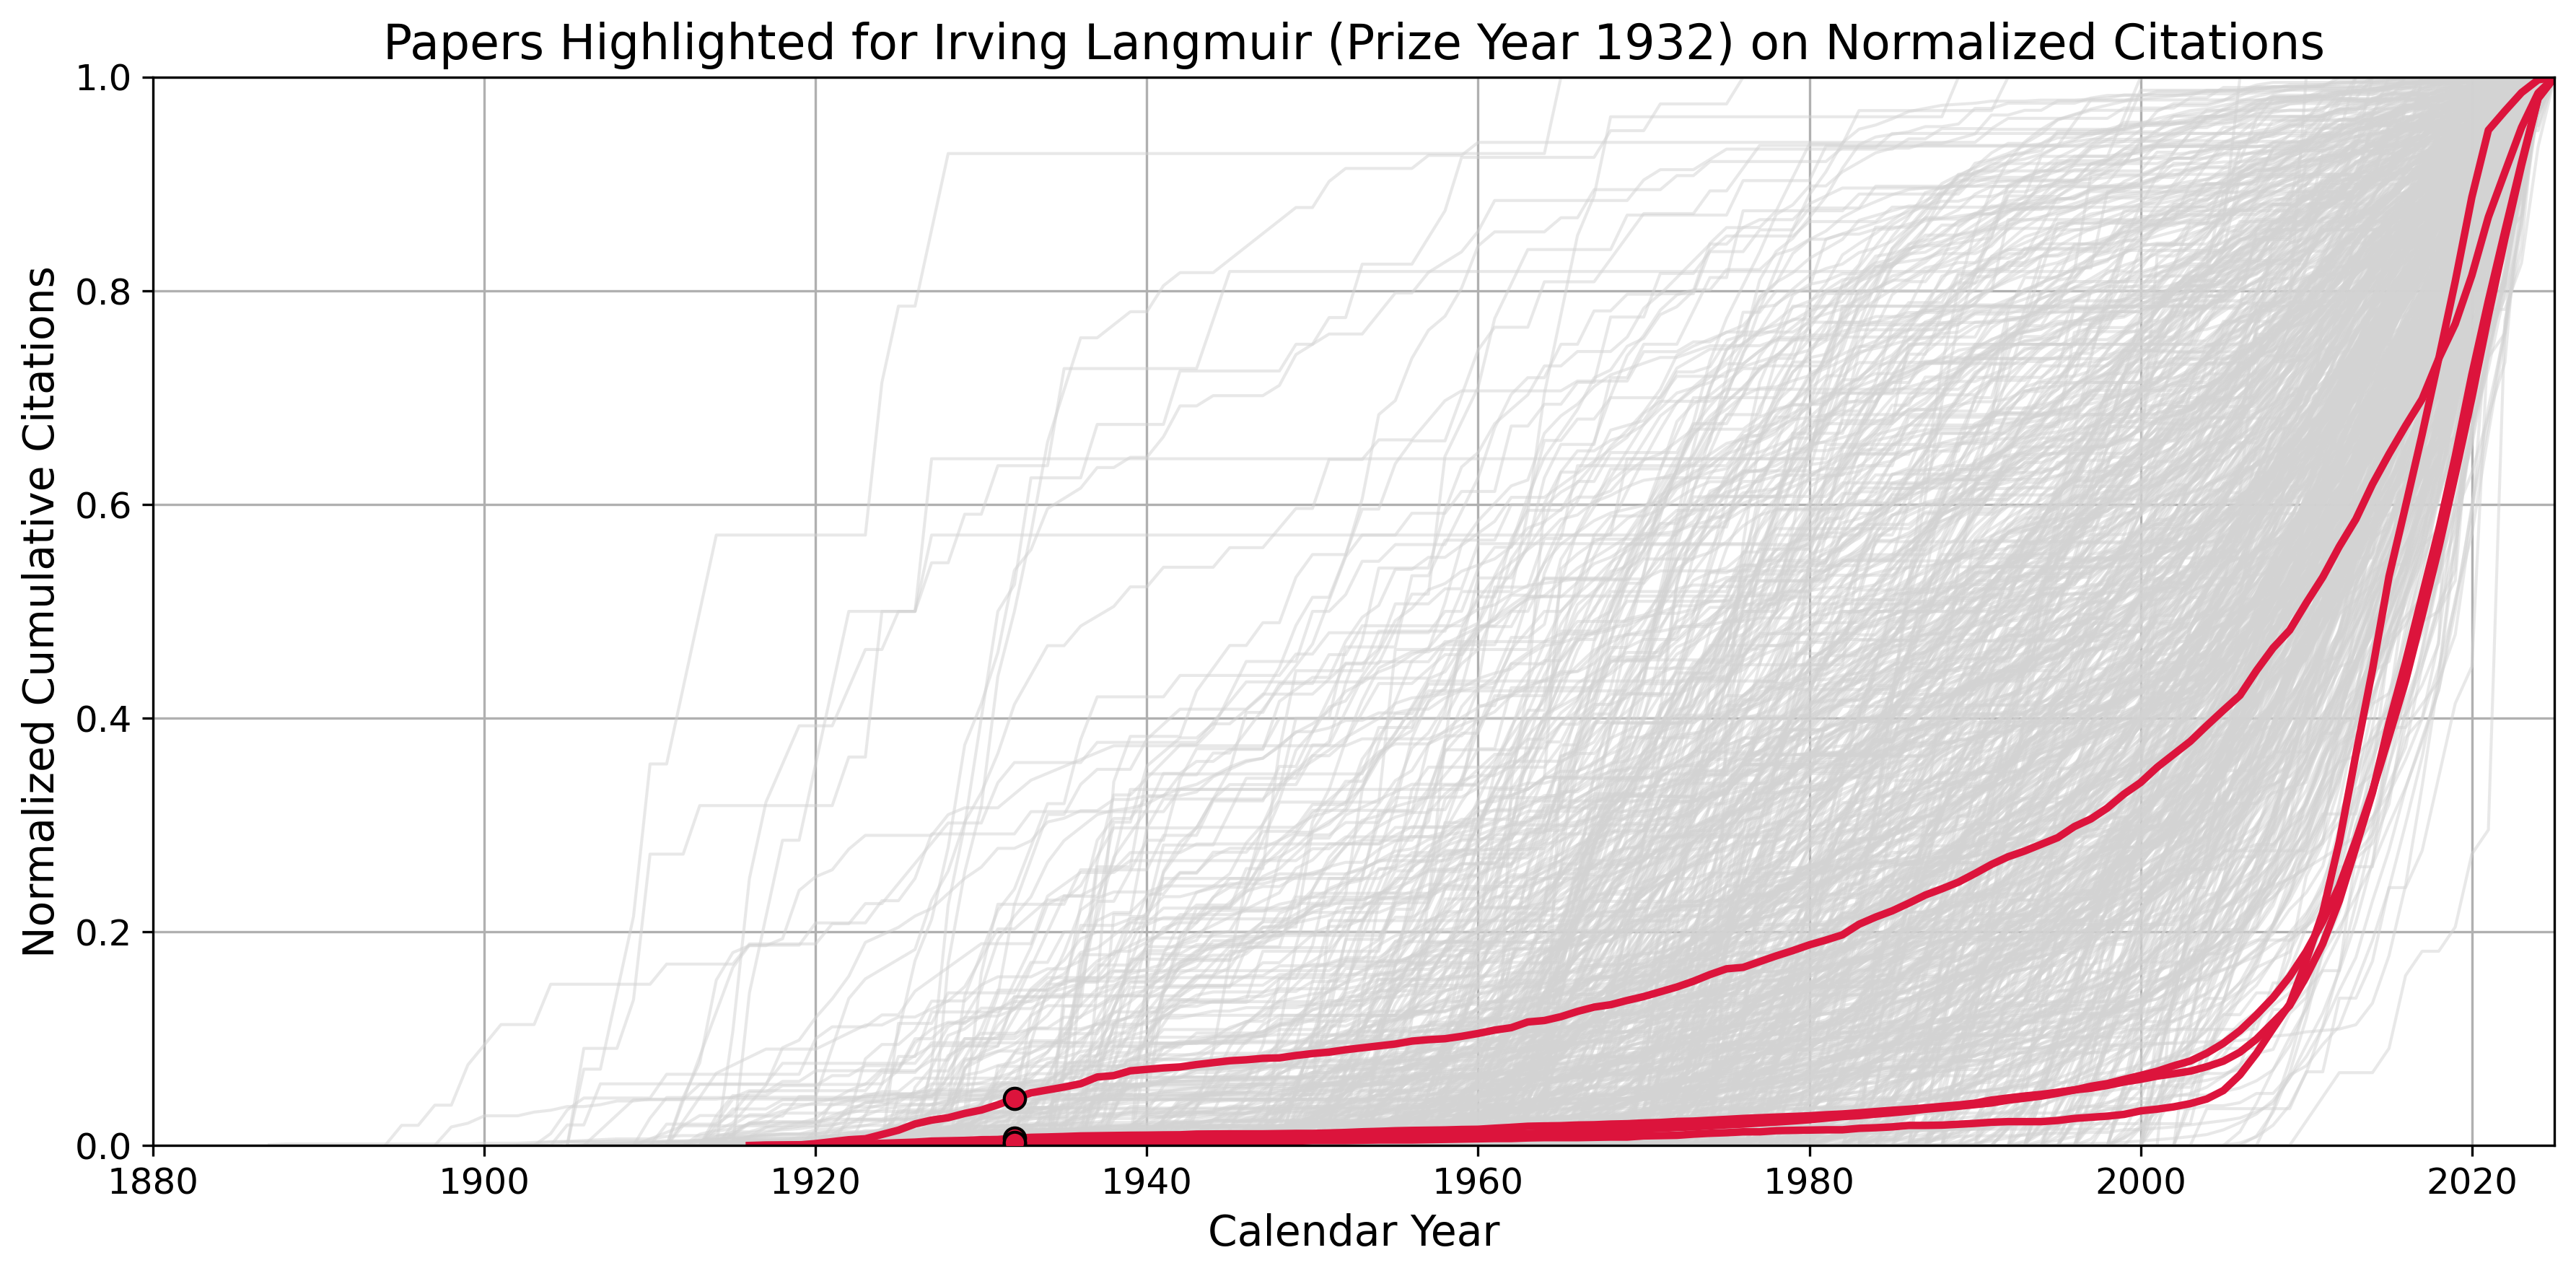 Papers Highlighted for Irving Langmuir (Prize Year 1932) on Normalized Citations
1.0
0.8
0.6
0.4
0.2
0.0
Normalized Cumulative Citations
1880 1900 1920 1940 1960 1980 2000 2020
Calendar Year